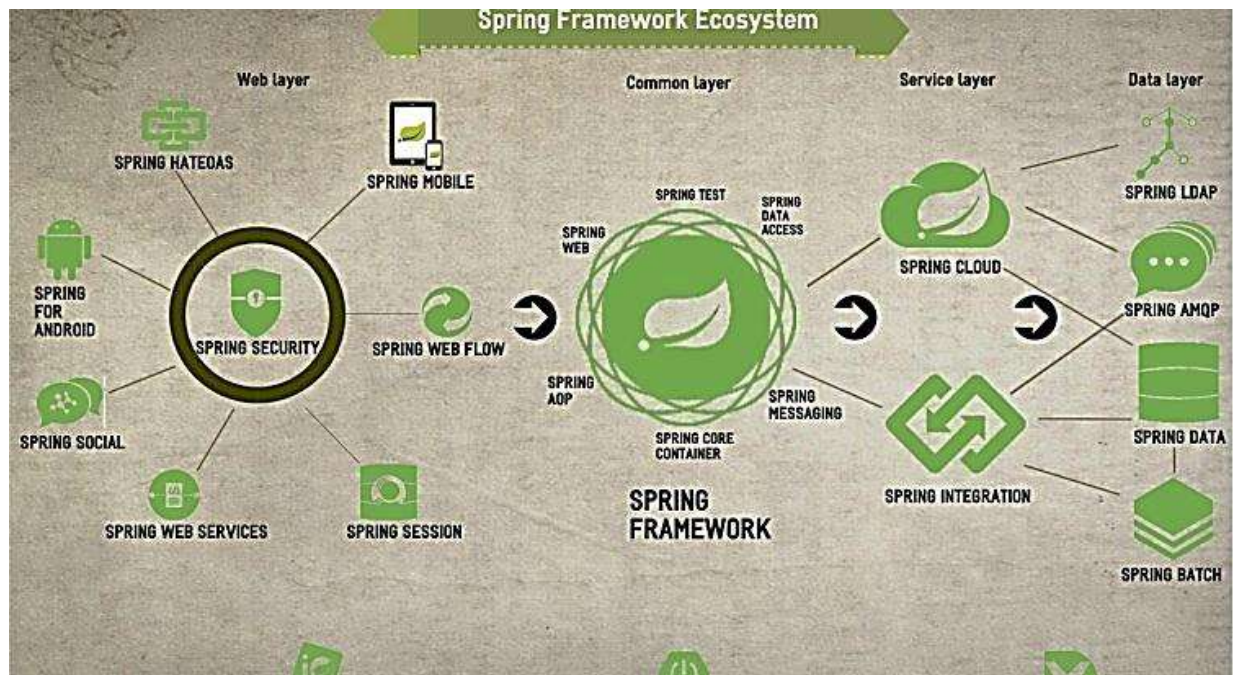 Spring Framework Ecosystem
Web layer
Common layer
Service layer
Data layer
SPRING HATEOAS
SPRING MOBILE
SPRING
FOR
ANDROID
SPRING SECURITY
SPRING WEB FLOW
SPRING SOCIAL
SPRING WEB SERVICES
SPRING SESSION
SPRING TEST
SPRING
WEB
SPRING
DATA
ACCESS
SPRING
AOP
SPRING
MESSAGING
SPRING CORE
CONTAINER
SPRING
FRAMEWORK
SPRING CLOUD
SPRING INTEGRATION
SPRING LDAP
SPRING AMQP
SPRING DATA
SPRING BATCH